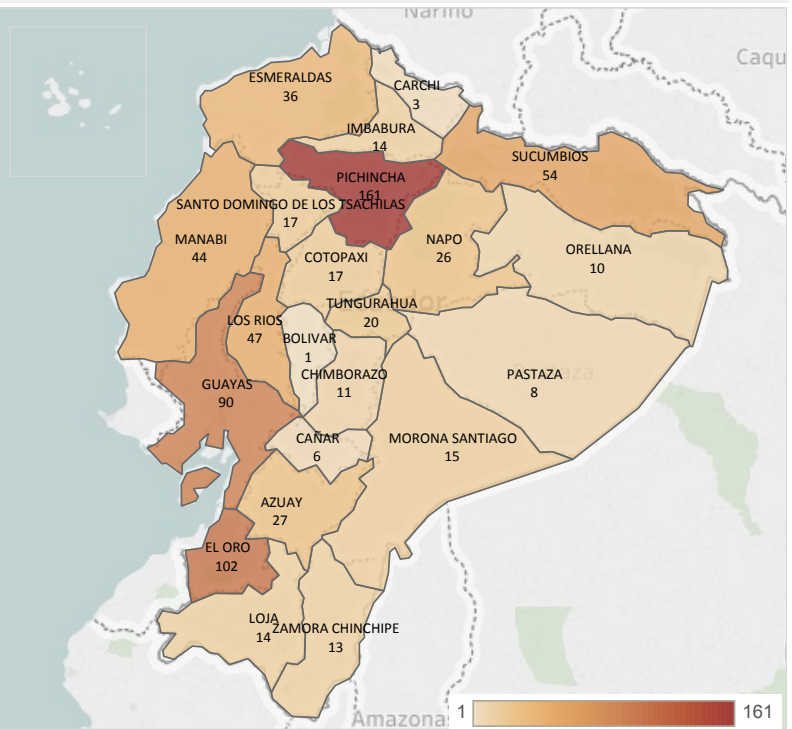 Nariño
Caqu
ESMERALDAS
36
CARCHI
3
IMBABURA
14
SUCUMBIOS
54
PICHINCHA
161
SANTO DOMINGO DE LOS TSACHILAS
17
MANABI
44
NAPO
26
ORELLANA
10
COTOPAXI
17
TUNGURAHUA
20
LOS RIOS
47
BOLIVAR
1
CHIMBORAZO
11
PASTAZA
8
GUAYAS
90
CAÑAR
6
MORONA SANTIAGO
15
AZUAY
27
EL ORO
102
LOJA
14
ZAMORA CHINCHIPE
13
Amazonas
1
161